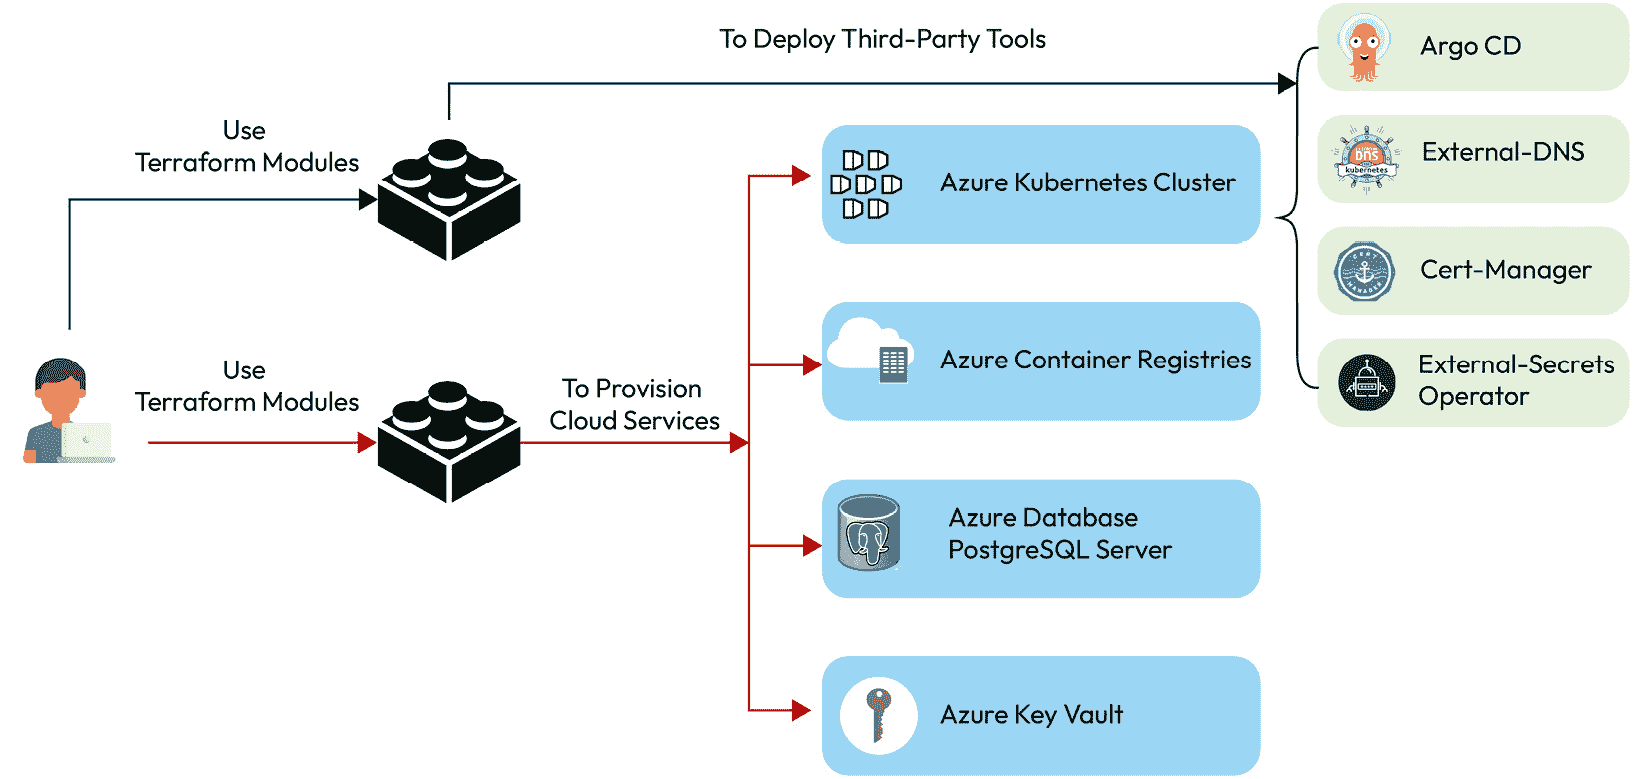 To Deploy Third-Party Tools
Argo CD
Use
Terraform Modules
Azure Kubernetes Cluster
DNS
kubernetes
External-DNS
CERT
MANAGER
Cert-Manager
Use
Terraform Modules
To Provision
Cloud Services
Azure Container Registries
External-Secrets
Operator
Azure Database
PostgreSQL Server
Azure Key Vault